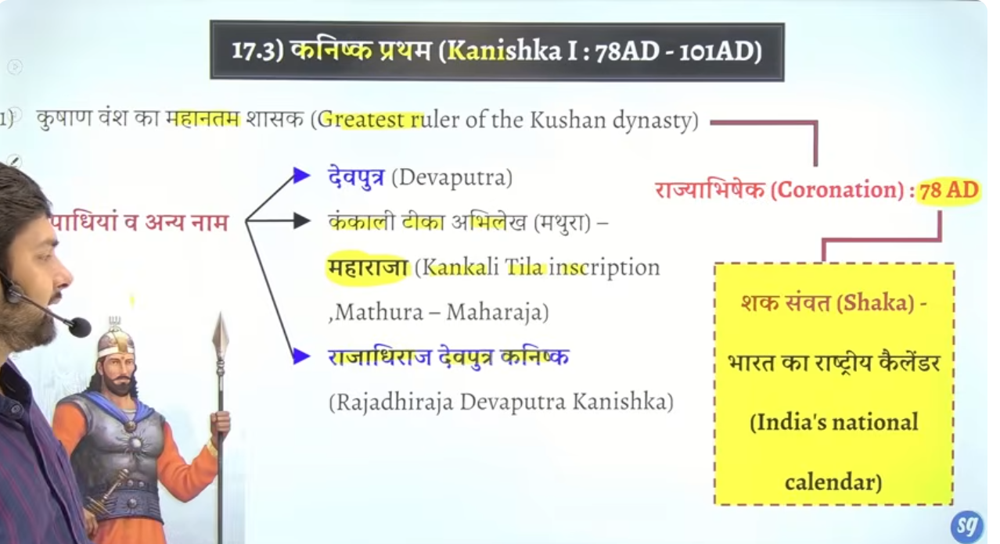 17.3) कनिष्क प्रथम (Kanishka I : 78AD - 101AD)
1) कुषाण वंश का महानतम शासक (Greatest ruler of the Kushan dynasty)
राज्याभिषेक (Coronation) : 78 AD
पाधियां व अन्य नाम
देवपुत्र (Devaputra)
कंकाली टीका अभिलेख (मथुरा) –
महाराजा (Kankali Tila inscription
,Mathura – Maharaja)
राजाधिराज देवपुत्र कनिष्क
(Rajadhiraja Devaputra Kanishka)
शक संवत (Shaka) -
भारत का राष्ट्रीय कैलेंडर
(India's national
calendar)
sg